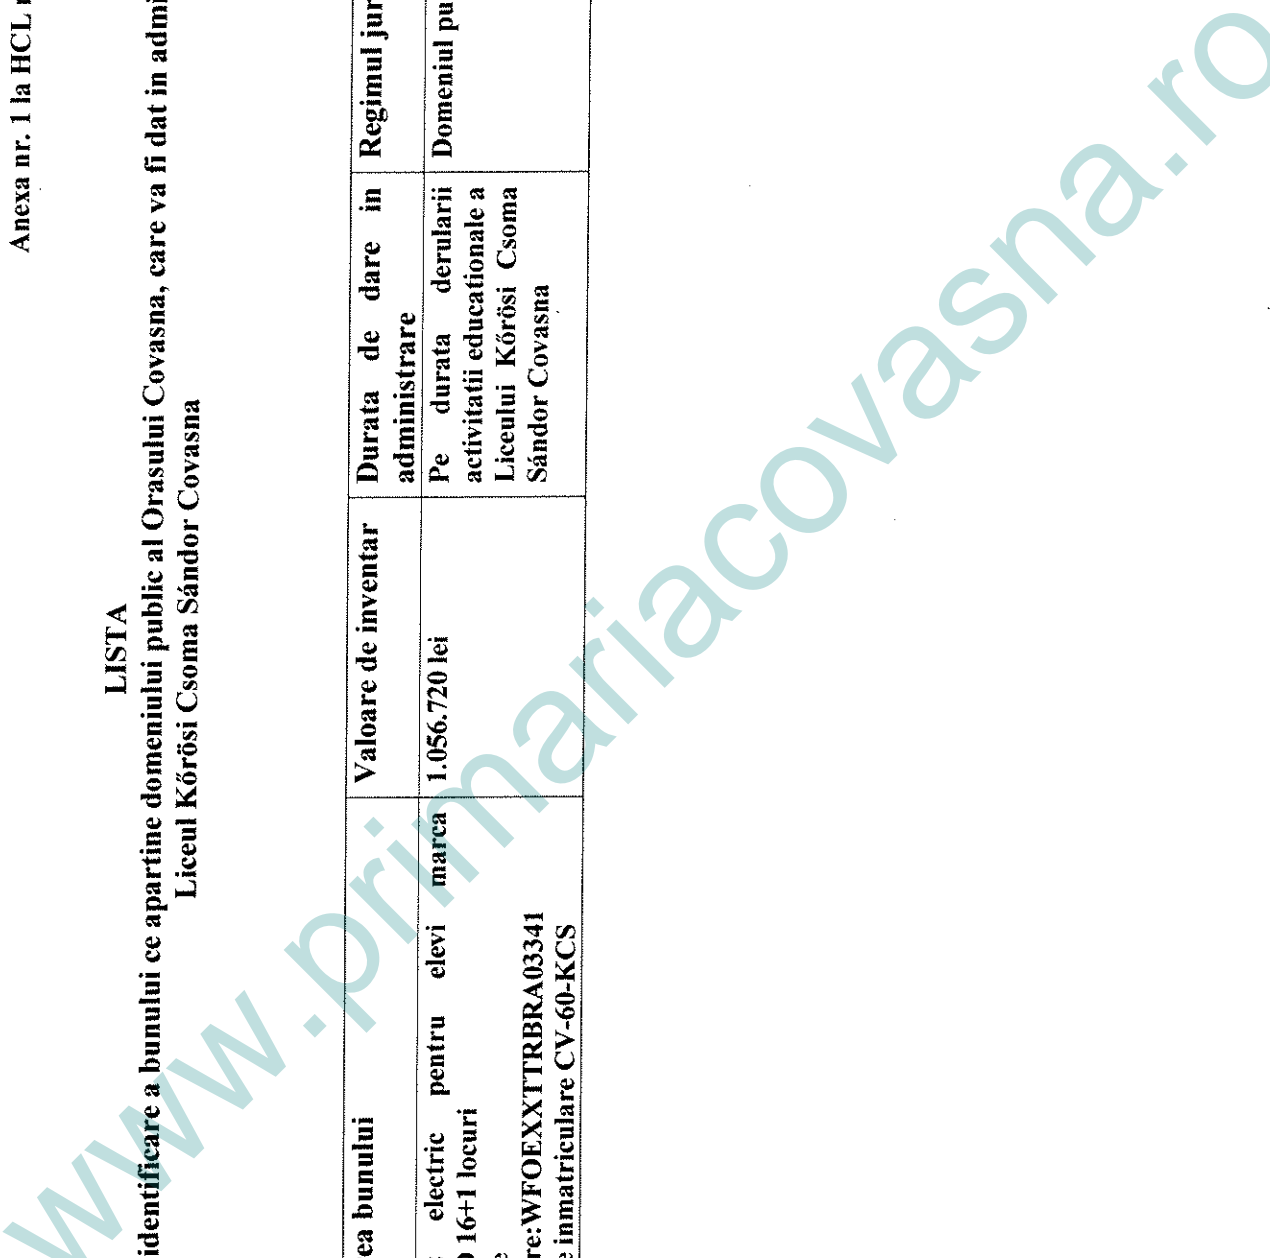 Anexa nr. 1 la HCL
LISTA
identificare a bunului ce apartine domeniului public al Orasului Covasna, care va fi dat in admi
Liceul Kőrösi Csoma Sándor Covasna
ea bunului
Valoare de inventar
Durata de dare in
administrare
Regimul jur
electric pentru elevi marca
16+1 locuri
re:WFOEXXTTRBRA03341
e inmatriculare CV-60-KCS
1.056.720 lei
Pe durata derularii
activitatii educationale a
Liceului Kőrösi Csoma
Sándor Covasna
Domeniul pu
www.primariacovasna.ro